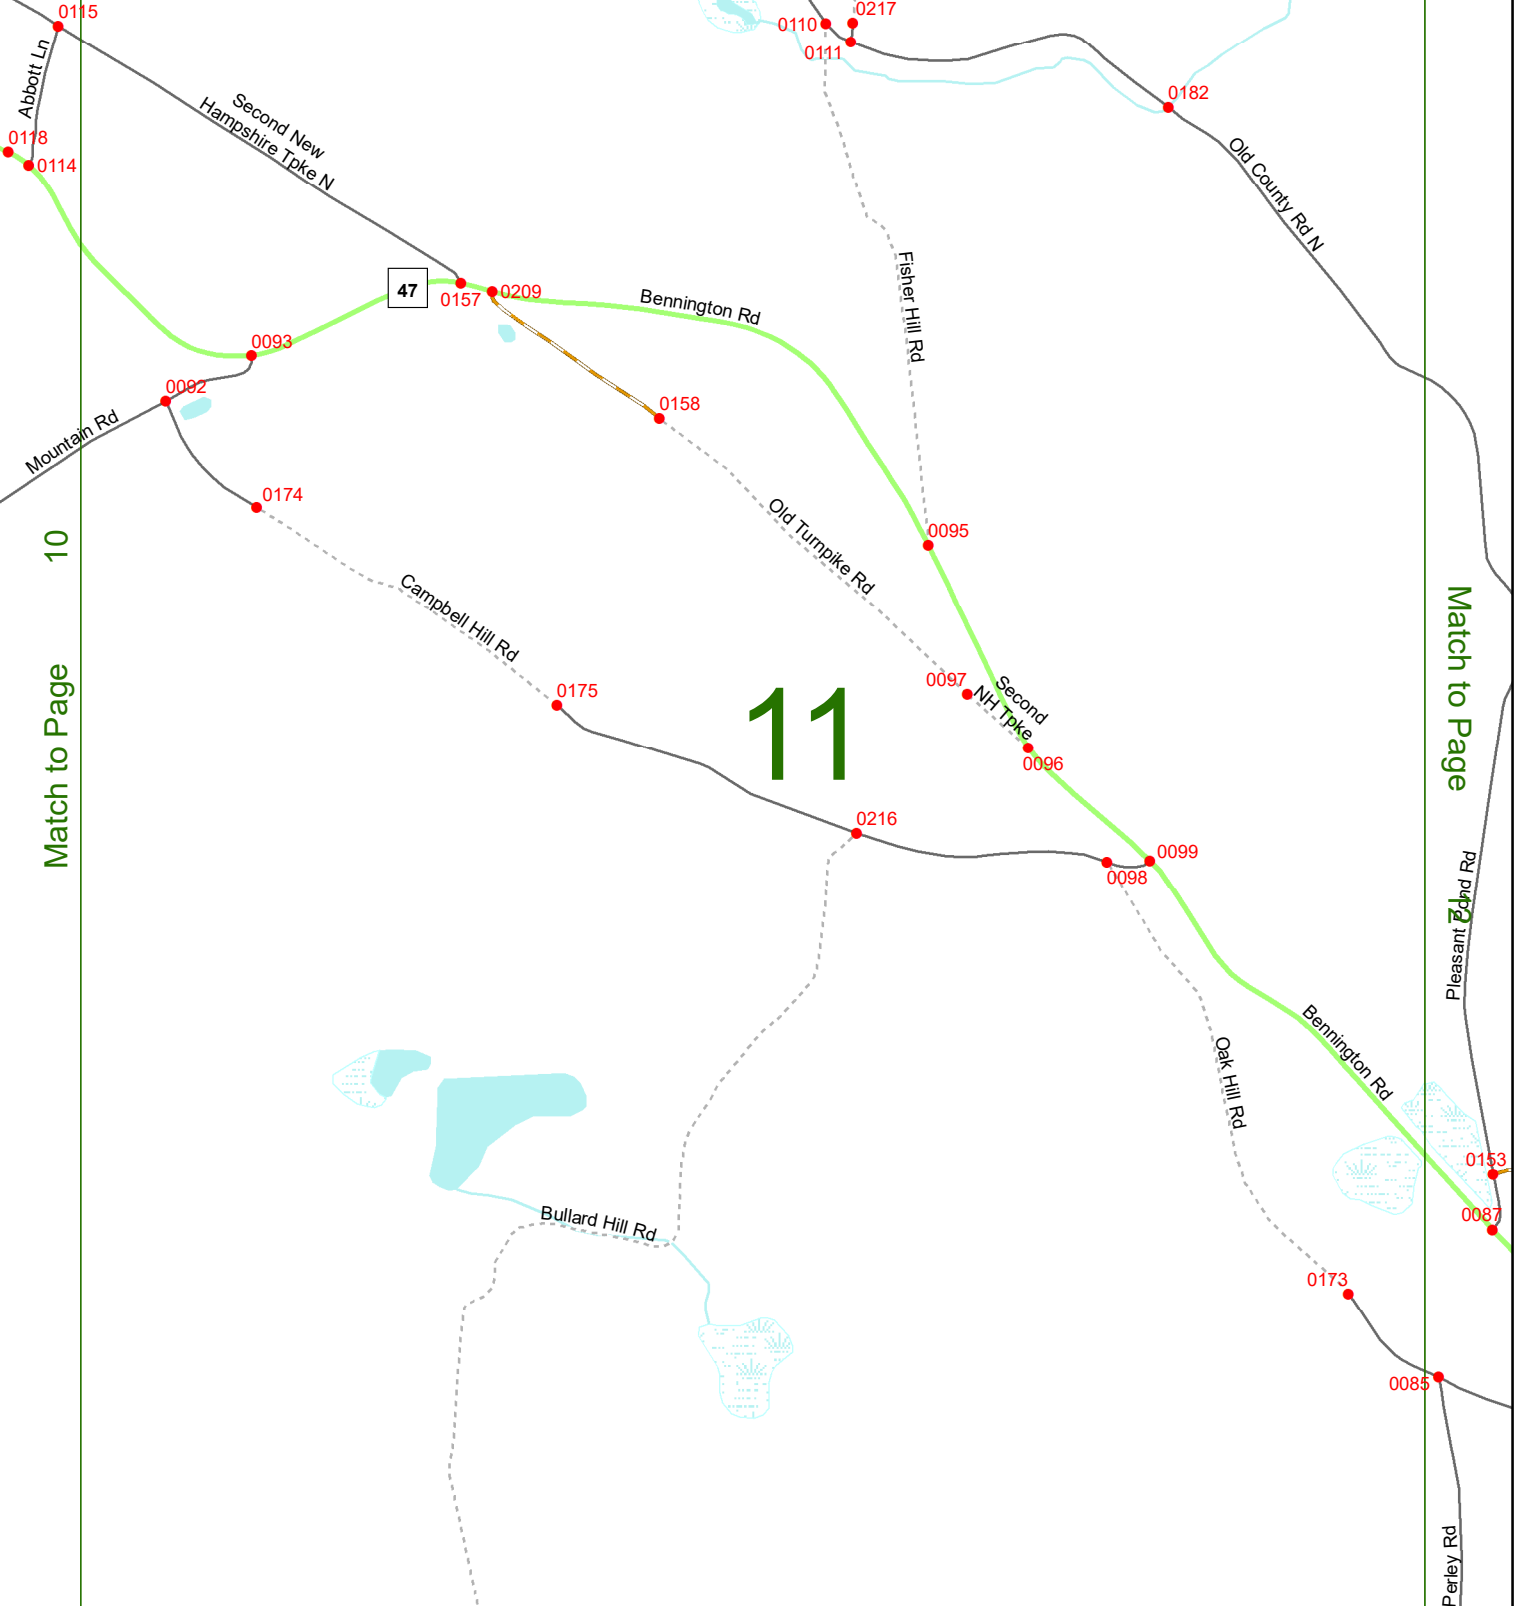 0115
0110
0217
0111
Abbott Ln
0182
Second New
Hampshire Tpke N
0118
0114
Old County Rd N
Fisher Hill Rd
47
0157
0209
Bennington Rd
0093
0092
0158
Mountain Rd
0174
Old Turnpike Rd
0095
Match to Page 10
Campbell Hill Rd
0175
0097
Second
NH Tpke
0096
11
Match to Page 12
0216
0099
0098
Pleasant Pond Rd
Bennington Rd
Oak Hill Rd
0153
0087
Bullard Hill Rd
0173
0085
Perley Rd